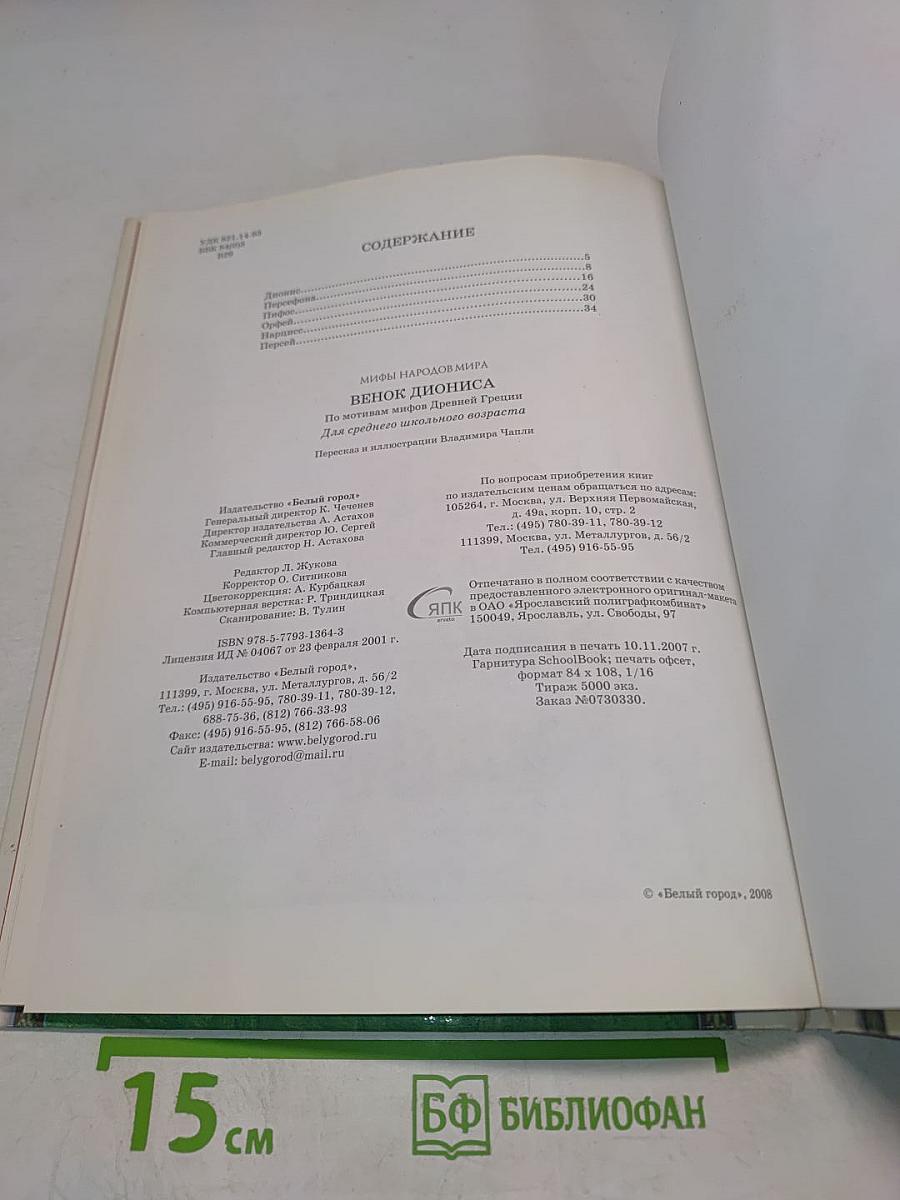 УДК 821.14-93
ББК 84(0)3
В29
СОДЕРЖАНИЕ
Дионис....................5
Персефона....................8
Пифос....................16
Орфей....................24
Нарцисс....................30
Персей....................34
МИФЫ НАРОДОВ МИРА
ВЕНОК ДИОНИСА
По мотивам мифов Древней Греции
Для среднего школьного возраста
Пересказ и иллюстрации Владимира Чапли
Издательство «Белый город»
Генеральный директор К. Чеченев
Директор издательства А. Астахов
Коммерческий директор Ю. Сергей
Главный редактор Н. Астахова
Редактор Л. Жукова
Корректор О. Ситникова
Цветокоррекция: А. Курбацкая
Компьютерная верстка: Р. Триндицкая
Сканирование: В. Тулин
ISBN 978-5-7793-1364-3
Лицензия ИД № 04067 от 23 февраля 2001 г.
Издательство «Белый город»,
111399, г. Москва, ул. Металлургов, д. 56/2
Тел.: (495) 916-55-95, 780-39-11, 780-39-12,
688-75-36, (812) 766-33-93
Факс: (495) 916-55-95, (812) 766-58-06
Сайт издательства: www.belygorod.ru
E-mail: belygorod@mail.ru
По вопросам приобретения книг
по издательским ценам обращаться по адресам:
105264, г. Москва, ул. Верхняя Первомайская,
д. 49а, корп. 10, стр. 2
Тел.: (495) 780-39-11, 780-39-12
111399, Москва, ул. Металлургов, д. 56/2
Тел. (495) 916-55-95
ЯПК
arvato
Отпечатано в полном соответствии с качеством
предоставленного электронного оригинал-макета
в ОАО «Ярославский полиграфкомбинат»
150049, Ярославль, ул. Свободы, 97
Дата подписания в печать 10.11.2007 г.
Гарнитура SchoolBook; печать офсет,
формат 84 х 108, 1/16
Тираж 5000 экз.
Заказ №0730330.
© «Белый город», 2008
15 см
БФ БИБЛИОФАН